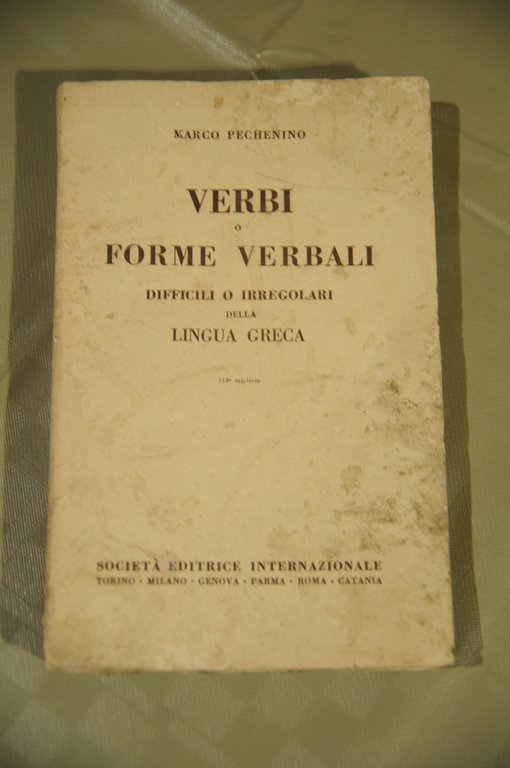 MARCO PECHENINO
VERBI
O
FORME VERBALI
DIFFICILI O IRREGOLARI
DELLA
LINGUA GRECA
migliaio
SOCIETÀ EDITRICE INTERNAZIONALE
TORINO · MILANO · GENOVA · PARMA · ROMA · CATANIA